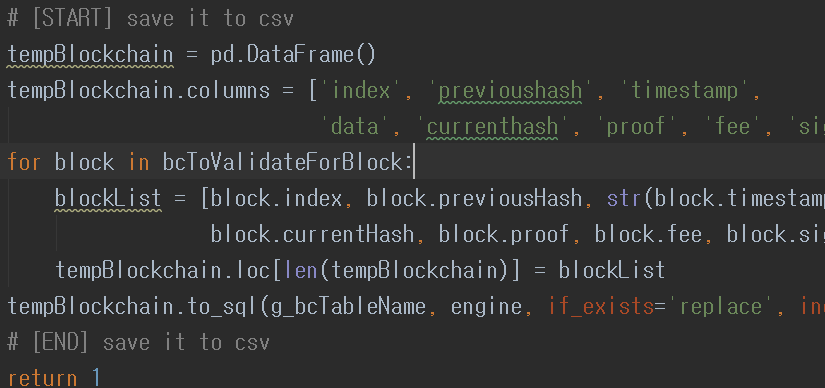 # [START] save it to csv
tempBlockchain = pd.DataFrame()
tempBlockchain.columns = ['index', 'previoushash', 'timestamp',
'data', 'currenthash', 'proof', 'fee', 'si
for block in bcToValidateForBlock:
blockList = [block.index, block.previousHash, str(block.timestamp
block.currentHash, block.proof, block.fee, block.si
tempBlockchain.loc[len(tempBlockchain)] = blockList
tempBlockchain.to_sql(g_bcTableName, engine, if_exists='replace', in
# [END] save it to csv
return 1